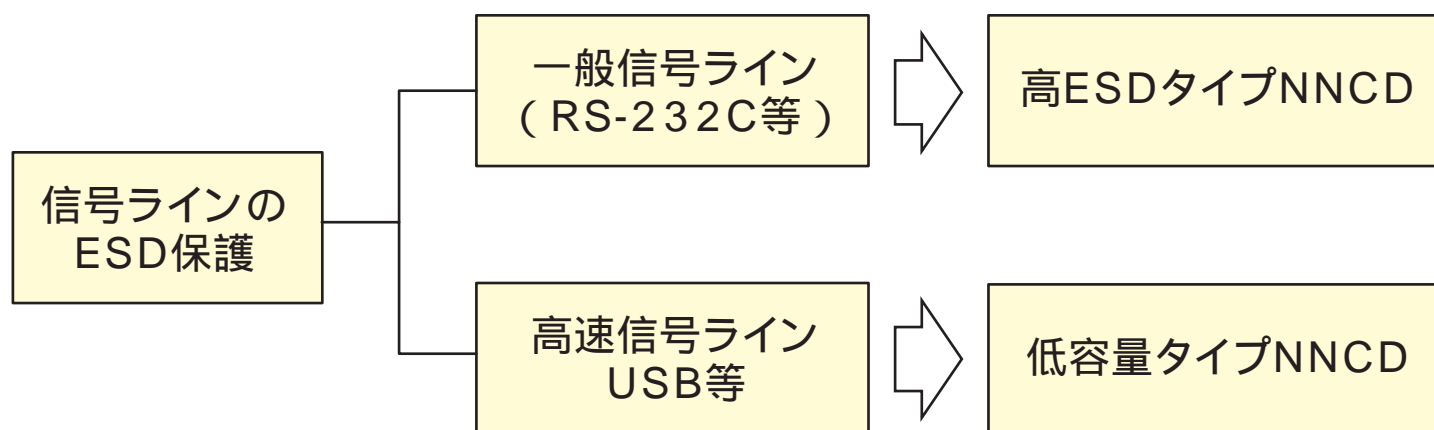 信号ラインの
ESD保護
一般信号ライン
(RS-232C等)
高ESDタイプNNCD
高速信号ライン
USB等
低容量タイプNNCD